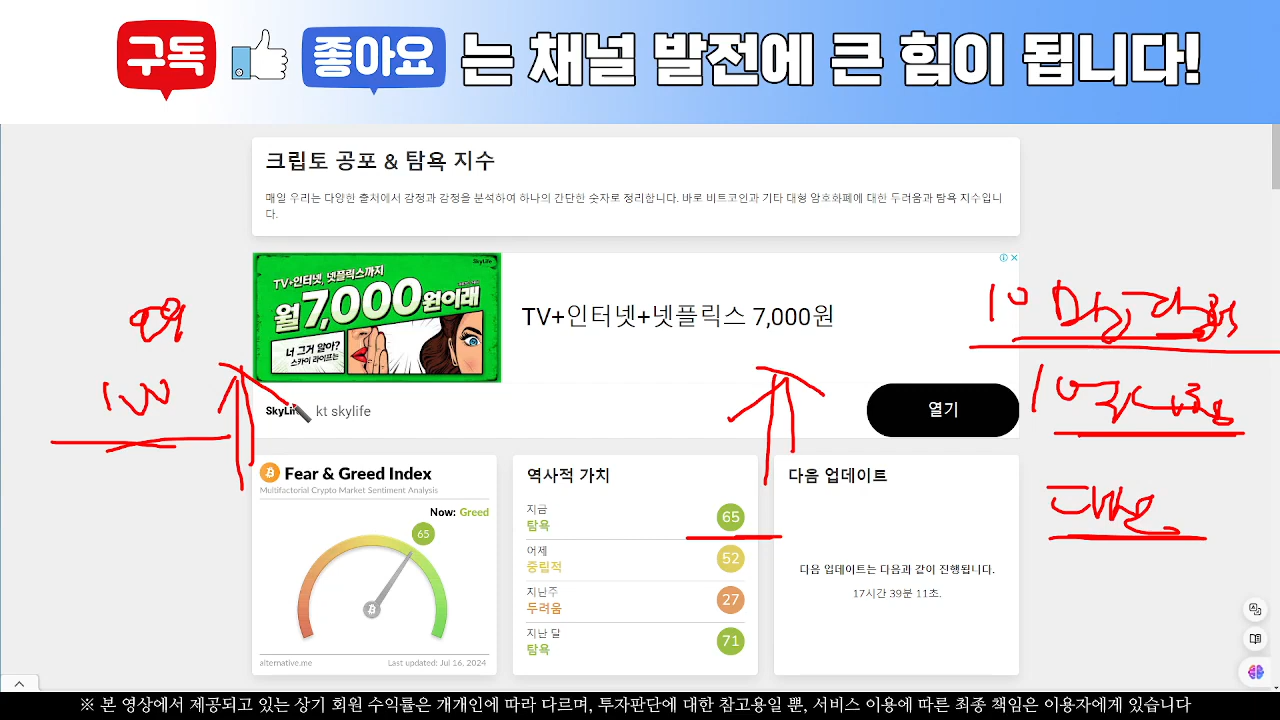 구독 좋아요 는 채널 발전에 큰 힘이 됩니다!
크립토 공포 & 탐욕 지수
매일 우리는 다양한 출처에서 감정과 감정을 분석하여 하나의 간단한 숫자로 정리합니다. 바로 비트코인과 기타 대형 암호화폐에 대한 두려움과 탐욕 지수입니
다.
SkyLife
TV+인터넷, 넷플릭스까지
월 7,000원이래
너 그거 알아?
스카이 라이프는
TV+인터넷+넷플릭스 7,000원
10
100
kt skylife
열기
10
Fear & Greed Index
Multifactorial Crypto Market Sentiment Analysis
Now: Greed
65
alternative.me
Last updated: Jul 16, 2024
역사적 가치
지금
탐욕
65
어제
중립적
52
지난주
두려움
27
지난 달
탐욕
71
다음 업데이트
다음 업데이트는 다음과 같이 진행됩니다.
17시간 39분 11초.
※ 본 영상에서 제공되고 있는 상기 회원 수익률은 개개인에 따라 다르며, 투자판단에 대한 참고용일 뿐, 서비스 이용에 따른 최종 책임은 이용자에게 있습니다